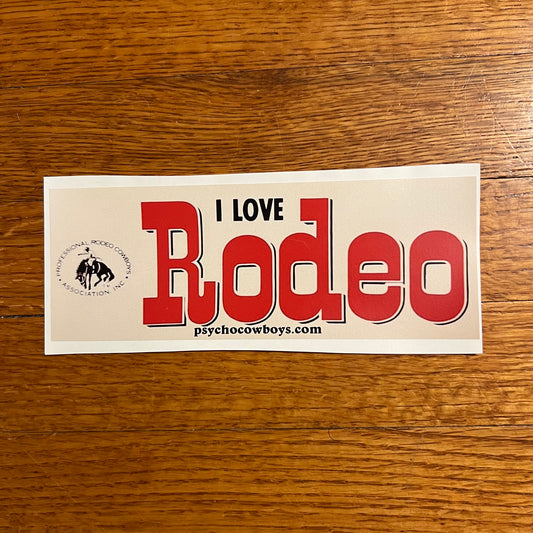 PROFESSIONAL RODEO COWBOYS
ASSOCIATION, INC.
I LOVE
Rodeo
psychocowboys.com